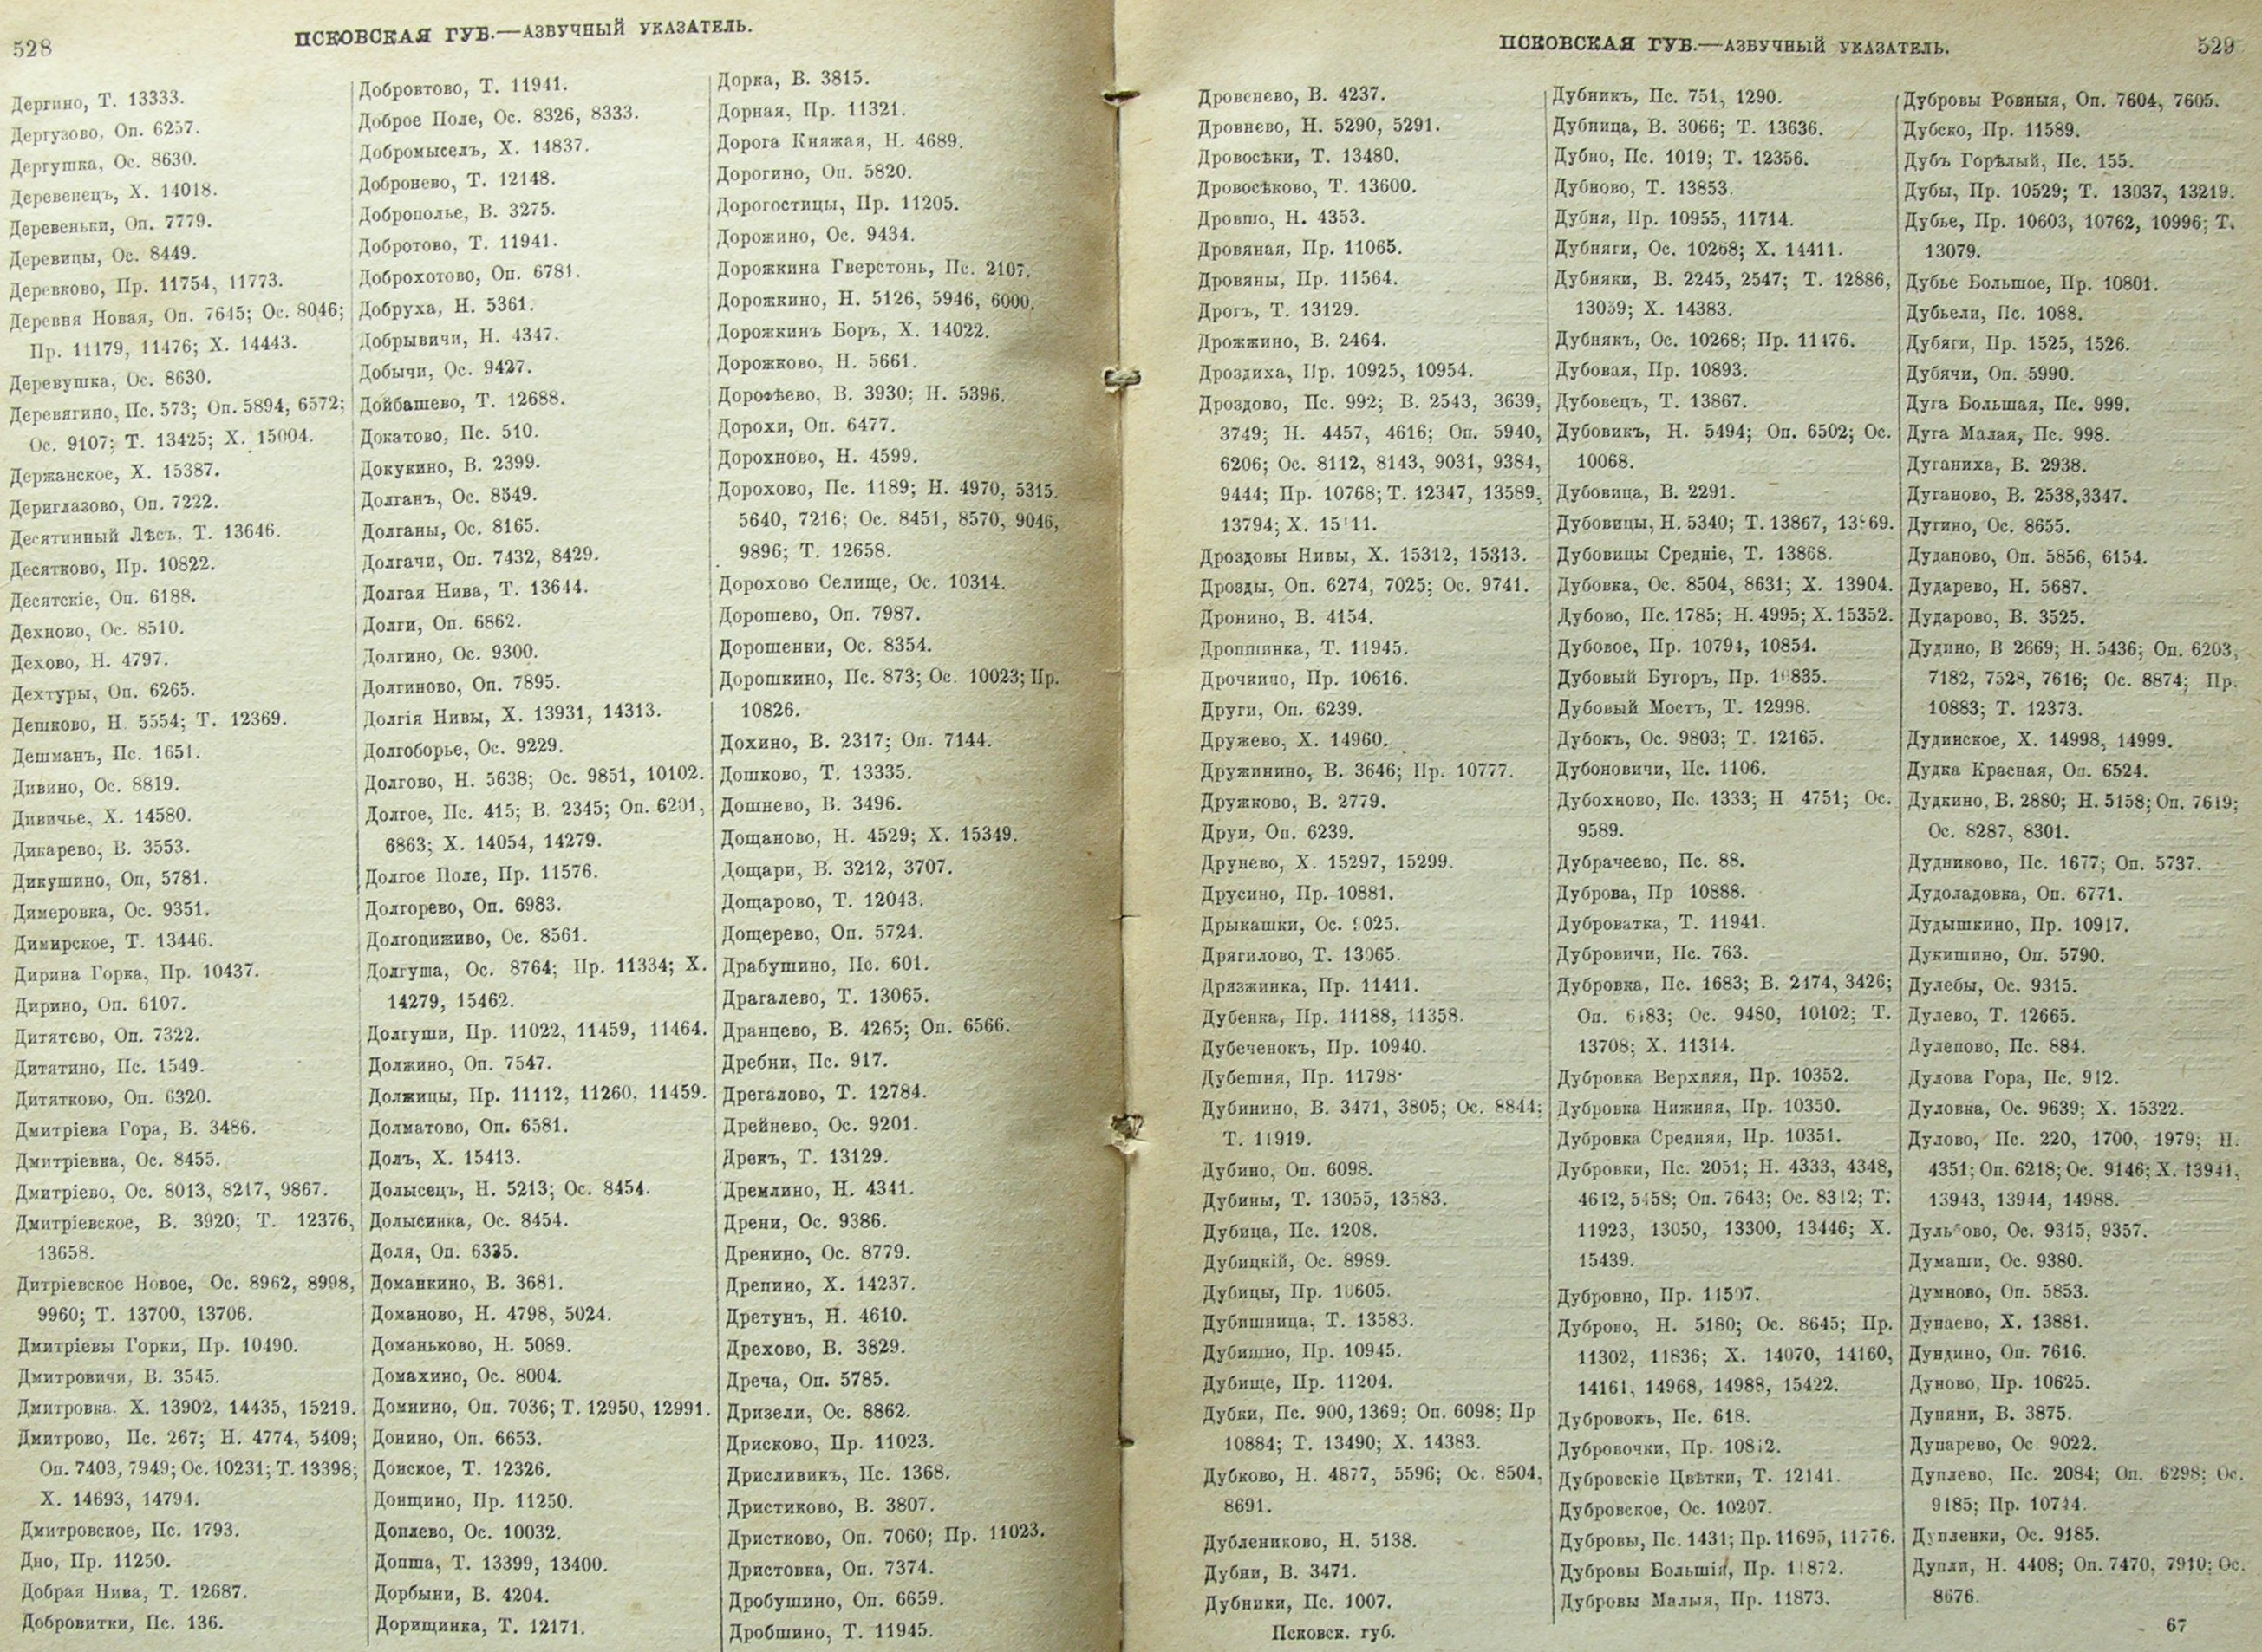 528
ПСКОВСКАЯ ГУБ.—АЗБУЧНЫЙ УКАЗАТЕЛЬ.
Дергино, Т. 13333.
Дергузово, Оп. 6257.
Дергушка, Ос. 8630.
Деревенецъ, Х. 14018.
Деревеньки, Оп. 7779.
Деревицы, Ос. 8449.
Деревково, Пр. 11754, 11773.
Деревня Новая, Оп. 7645; Ос. 8046;
Пр. 11179, 11476; Х. 14443.
Деревушка, Ос. 8630.
Деревягино, Пс. 573; Оп. 5894, 6572;
Ос. 9107; Т. 13425; Х. 15004.
Держанское, Х. 15387.
Дериглазово, Оп. 7222.
Десятинный Лѣсъ, Т. 13646.
Десятково, Пр. 10822.
Десятскіе, Оп. 6188.
Дехново, Ос. 8510.
Дехово, Н. 4797.
Дехтуры, Оп. 6265.
Дешково, Н 5554; Т. 12369.
Дешманъ, Пс. 1651.
Дивино, Ос. 8819.
Дивичье, Х. 14580.
Дикарево, В. 3553.
Дикушино, Оп, 5781.
Димеровка, Ос. 9351.
Димирское, Т. 13446.
Дирина Горка, Пр. 10437.
Дирино, Оп. 6107.
Дитятево, Оп. 7322.
Дитятино, Пс. 1549.
Дитятково, Оп. 6320.
Дмитріева Гора, В. 3486.
Дмитріевка, Ос. 8455.
Дмитріево, Ос. 8013, 8217, 9867.
Дмитріевское, В. 3920; Т. 12376,
13658.
Дитріевское Новое, Ос. 8962, 8998,
9960; Т. 13700, 13706.
Дмитріевы Горки, Пр. 10490.
Дмитровичи, В. 3545.
Дмитровка. Х. 13902, 14435, 15219.
Дмитрово, Пс. 267; Н. 4774, 5409;
Оп. 7403, 7949; Ос. 10231; Т. 13398;
Х. 14693, 14794.
Дмитровское, Пс. 1793.
Дно, Пр. 11250.
Добрая Нива, Т. 12687.
Добровитки, Пс. 136.
Добровтово, Т. 11941.
Доброе Поле, Ос. 8326, 8333.
Добромыселъ, Х. 14837.
Добронево, Т. 12148.
Доброполье, В. 3275.
Добротово, Т. 11941.
Доброхотово, Оп. 6781.
Добруха, Н. 5361.
Добрывичи, Н. 4347.
Добычи, Ос. 9427.
Дойбашево, Т. 12688.
Докатово, Пс. 510.
Докукино, В. 2399.
Долганъ, Ос. 8549.
Долганы, Ос. 8165.
Долгачи, Оп. 7432, 8429.
Долгая Нива, Т. 13644.
Долги, Оп. 6862.
Долгино, Ос. 9300.
Долгиново, Оп. 7895.
Долгія Нивы, Х. 13931, 14313.
Долгоборье, Ос. 9229.
Долгово, Н. 5638; Ос. 9851, 10102.
Долгое, Пс. 415; В. 2345; Оп. 6201,
6863; Х. 14054, 14279.
Долгое Поле, Пр. 11576.
Долгорево, Оп. 6983.
Долгоциживо, Ос. 8561.
Долгуша, Ос. 8764; Пр. 11334; Х.
14279, 15462.
Долгуши, Пр. 11022, 11459, 11464.
Должино, Оп. 7547.
Должицы, Пр. 11112, 11260, 11459.
Долматово, Оп. 6581.
Долъ, Х. 15413.
Долысецъ, Н. 5213; Ос. 8454.
Долысинка, Ос. 8454.
Доля, Оп. 6335.
Доманкино, В. 3681.
Доманово, Н. 4798, 5024.
Доманьково, Н. 5089.
Домахино, Ос. 8004.
Домнино, Оп. 7036; Т. 12950, 12991.
Донино, Оп. 6653.
Донское, Т. 12326.
Донщино, Пр. 11250.
Доплево, Ос. 10032.
Допша, Т. 13399, 13400.
Дорбыни, В. 4204.
Дорищинка, Т. 12171.
Дорка, В. 3815.
Дорная, Пр. 11321.
Дорога Княжая, Н. 4689.
Дорогино, Оп. 5820.
Дорогостицы, Пр. 11205.
Дорожино, Ос. 9434.
Дорожкина Гверстонь, Пс. 2107.
Дорожкино, Н. 5126, 5946, 6000.
Дорожкинъ Боръ, Х. 14022.
Дорожково, Н. 5661.
Дороѳѣево, В. 3930; Н. 5396.
Дорохи, Оп. 6477.
Дорохново, Н. 4599.
Дорохово, Пс. 1189; Н. 4970, 5315.
5640, 7216; Ос. 8451, 8570, 9046,
9896; Т. 12658.
Дорохово Селище, Ос. 10314.
Дорошево, Оп. 7987.
Дорошенки, Ос. 8354.
Дорошкино, Пс. 873; Ос. 10023; Пр.
10826.
Дохино, В. 2317; Оп. 7144.
Дошково, Т. 13335.
Дошнево, В. 3496.
Дощаново, Н. 4529; Х. 15349.
Дощари, В. 3212, 3707.
Дощарово, Т. 12043.
Дощерево, Оп. 5724.
Драбушино, Пс. 601.
Драгалево, Т. 13065.
Дранцево, В. 4265; Оп. 6566.
Дребни, Пс. 917.
Дрегалово, Т. 12784.
Дрейнево, Ос. 9201.
Дрекъ, Т. 13129.
Дремлино, Н. 4341.
Дрени, Ос. 9386.
Дренино, Ос. 8779.
Дрепино, Х. 14237.
Дретунъ, Н. 4610.
Дрехово, В. 3829.
Дреча, Оп. 5785.
Дризели, Ос. 8862.
Дрисково, Пр. 11023.
Дрисливикъ, Пс. 1368.
Дристиково, В. 3807.
Дристково, Оп. 7060; Пр. 11023.
Дристовка, Оп. 7374.
Дробушино, Оп. 6659.
Дробшино, Т. 11945.
ПСКОВСКАЯ ГУБ.—АЗБУЧНЫЙ УКАЗАТЕЛЬ.
529
Дровенево, В. 4237.
Дровнево, Н. 5290, 5291.
Дровосѣки, Т. 13480.
Дровосѣково, Т. 13600.
Дровшо, Н. 4353.
Дровяная, Пр. 11065.
Дровяны, Пр. 11564.
Дрогъ, Т. 13129.
Дрожжино, В. 2464.
Дроздиха, Пр. 10925, 10954.
Дроздово, Пс. 992; В. 2543, 3639,
3749; Н. 4457, 4616; Оп. 5940,
6206; Ос. 8112, 8143, 9031, 9384,
9444; Пр. 10768; Т. 12347, 13589,
13794; Х.
Дроздовы Нивы, Х. 15312, 15313.
Дрозды, Оп. 6274, 7025; Ос. 9741.
Дронино, В. 4154.
Дропшинка, Т. 11945.
Дрочкино, Пр. 10616.
Други, Оп. 6239.
Дружево, Х. 14960.
Дружинино, В. 3646; Пр. 10777.
Дружково, В. 2779.
Друи, Оп. 6239.
Друнево, Х. 15297, 15299.
Друсино, Пр. 10881.
Дрыкашки, Ос. 9025.
Дрягилово, Т. 13065.
Дрязжинка, Пр. 11411.
Дубенка, Пр. 11188, 11358.
Дубеченокъ, Пр. 10940.
Дубешня, Пр. 11798.
Дубинино, В. 3471, 3805; Ос. 8844;
Т. 11919.
Дубино, Оп. 6098.
Дубины, Т. 13055, 13583.
Дубица, Пс. 1208.
Дубицкій, Ос. 8989.
Дубицы, Пр. 10605.
Дубишница, Т. 13583.
Дубишно, Пр. 10945.
Дубище, Пр. 11204.
Дубки, Пс. 900, 1369; Оп. 6098; Пр
10884; Т. 13490; Х. 14383.
Дубково, Н. 4877, 5596; Ос. 8504,
8691.
Дублениково, Н. 5138.
Дубни, В. 3471.
Дубники, Пс. 1007.
Дубникъ, Пс. 751, 1290.
Дубница, В. 3066; Т. 13636.
Дубно, Пс. 1019; Т. 12356.
Дубново, Т. 13853.
Дубня, Пр. 10955, 11714.
Дубняги, Ос. 10268; Х. 14411.
Дубняки, В. 2245, 2547; Т. 12886,
13059; Х. 14383.
Дубнякъ, Ос. 10268; Пр. 11476.
Дубовая, Пр. 10893.
Дубовецъ, Т. 13867.
Дубовикъ, Н. 5494; Оп. 6502; Ос.
10068.
Дубовица, В. 2291.
Дубовицы, Н. 5340; Т. 13867,
Дубовицы Средніе, Т. 13868.
Дубовка, Ос. 8504, 8631; Х. 13904.
Дубово, Пс. 1785; Н. 4995; Х. 15352.
Дубовое, Пр. 10794, 10854.
Дубовый Бугоръ, Пр. 10835.
Дубовый Мостъ, Т. 12998.
Дубокъ, Ос. 9803; Т. 12165.
Дубоновичи, Пс. 1106.
Дубохново, Пс. 1333; Н 4751; Ос.
9589.
Дубрачеево, Пс. 88.
Дуброва, Пр 10888.
Дуброватка, Т. 11941.
Дубровичи, Пс. 763.
Дубровка, Пс. 1683; В. 2174, 3426;
Оп. Ос. 9480, 10102; Т.
13708; Х. 11314.
Дубровка Верхняя, Пр. 10352.
Дубровка Нижняя, Пр. 10350.
Дубровка Средняя, Пр. 10351.
Дубровки, Пс. 2051; Н. 4333, 4348,
4612, 5458; Оп. 7643; Ос. 8312; Т.
11923, 13050, 13300, 13446; Х.
15439.
Дубровно, Пр. 11507.
Дуброво, Н. 5180; Ос. 8645; Пр.
11302, 11836; Х. 14070, 14160,
14161, 14968, 14988, 15422.
Дубровокъ, Пс. 618.
Дубровочки, Пр.
Дубровскіе Цвѣтки, Т. 12141.
Дубровское, Ос. 10207.
Дубровы, Пс. 1431; Пр. 11695, 11776.
Дубровы Большія, Пр. 11872.
Дубровы Малыя, Пр. 11873.
Дубровы Ровныя, Оп. 7604, 7605.
Дубско, Пр. 11589.
Дубъ Горѣлый, Пс. 155.
Дубы, Пр. 10529; Т. 13037, 13219.
Дубье, Пр. 10603, 10762, 10996; Т.
13079.
Дубье Большое, Пр. 10801.
Дубьели, Пс. 1088.
Дубяги, Пр. 1525, 1526.
Дубячи, Оп. 5990.
Дуга Большая, Пс. 999.
Дуга Малая, Пс. 998.
Дуганиха, В. 2938.
Дуганово, В. 2538,3347.
Дугино, Ос. 8655.
Дуданово, Оп. 5856, 6154.
Дударево, Н. 5687.
Дударово, В. 3525.
Дудино, В 2669; Н. 5436; Оп. 6203,
7182, 7528, 7616; Ос. 8874; Пр.
10883; Т. 12373.
Дудинское, Х. 14998, 14999.
Дудка Красная, Оп. 6524.
Дудкино, В. 2880; Н. 5158; Оп. 7619;
Ос. 8287, 8301.
Дудниково, Пс. 1677; Оп. 5737.
Дудоладовка, Оп. 6771.
Дудышкино, Пр. 10917.
Дукишино, Оп. 5790.
Дулебы, Ос. 9315.
Дулево, Т. 12665.
Дулепово, Пс. 884.
Дулова Гора, Пс. 912.
Дуловка, Ос. 9639; Х. 15322.
Дулово, Пс. 220, 1700, 1979; Н.
4351; Оп. 6218; Ос. 9146; Х. 13941,
13943, 13944, 14988.
Ос. 9315, 9357.
Думаши, Ос. 9380.
Думново, Оп. 5853.
Дунаево, Х. 13881.
Дундино, Оп. 7616.
Дуново, Пр. 10625.
Дуняни, В. 3875.
Дупарево, Ос 9022.
Дуплево, Пс. 2084; Оп. 6298; Ос.
9185; Пр. 10744.
Дупленки, Ос. 9185.
Дупли, Н. 4408; Оп. 7470, 7910; Ос.
8676.
Псковск. губ.
67